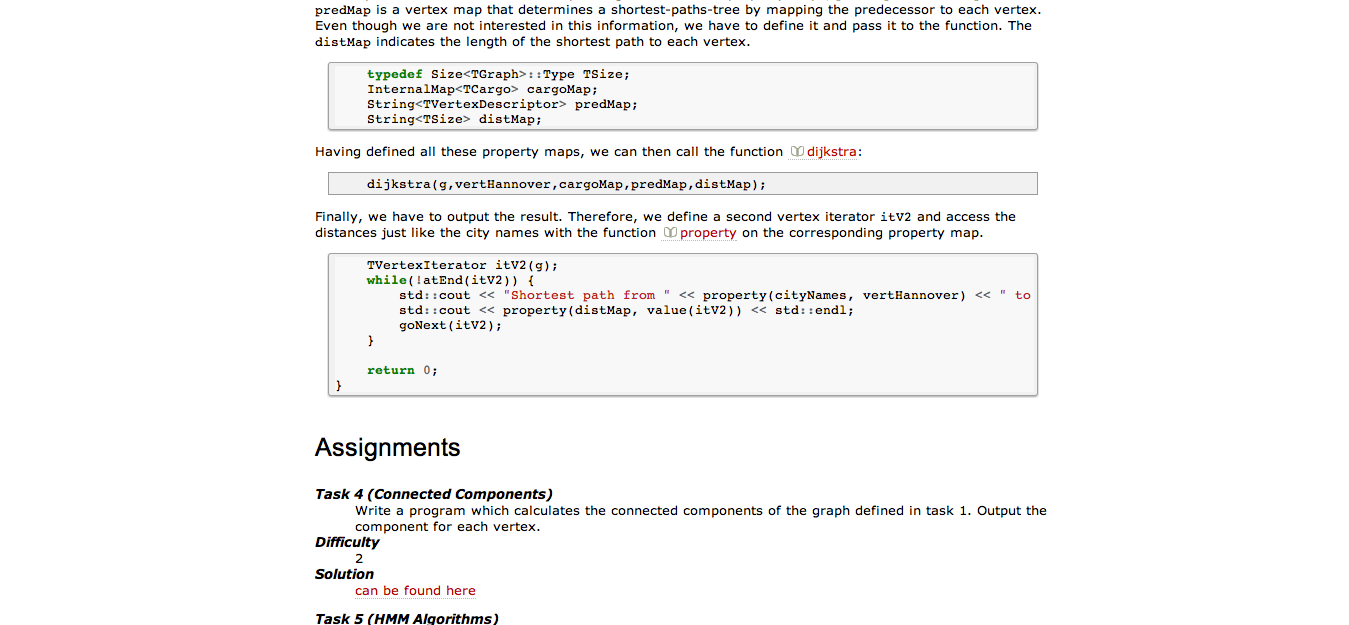 predMap is a vertex map that determines a shortest-paths-tree by mapping the predecessor to each vertex.
Even though we are not interested in this information, we have to define it and pass it to the function. The
distMap indicates the length of the shortest path to each vertex.
typedef Size<TGraph>::Type TSize;
InternalMap<TCargo> cargoMap;
String<TVertexDescriptor> predMap;
String<TSize> distMap;
Having defined all these property maps, we can then call the function dijkstra:
dijkstra(g,vertHannover,cargoMap,predMap,distMap);
Finally, we have to output the result. Therefore, we define a second vertex iterator itV2 and access the
distances just like the city names with the function property on the corresponding property map.
TVertexIterator itV2(g);
while(!atEnd(itV2)) {
std::cout << "Shortest path from " << property(cityNames, vertHannover) << " to
std::cout << property(distMap, value(itV2)) << std::endl;
goNext(itV2);
}
return 0;
}
Assignments
Task 4 (Connected Components)
Write a program which calculates the connected components of the graph defined in task 1. Output the
component for each vertex.
Difficulty
2
Solution
can be found here
Task 5 (HMM Algorithms)